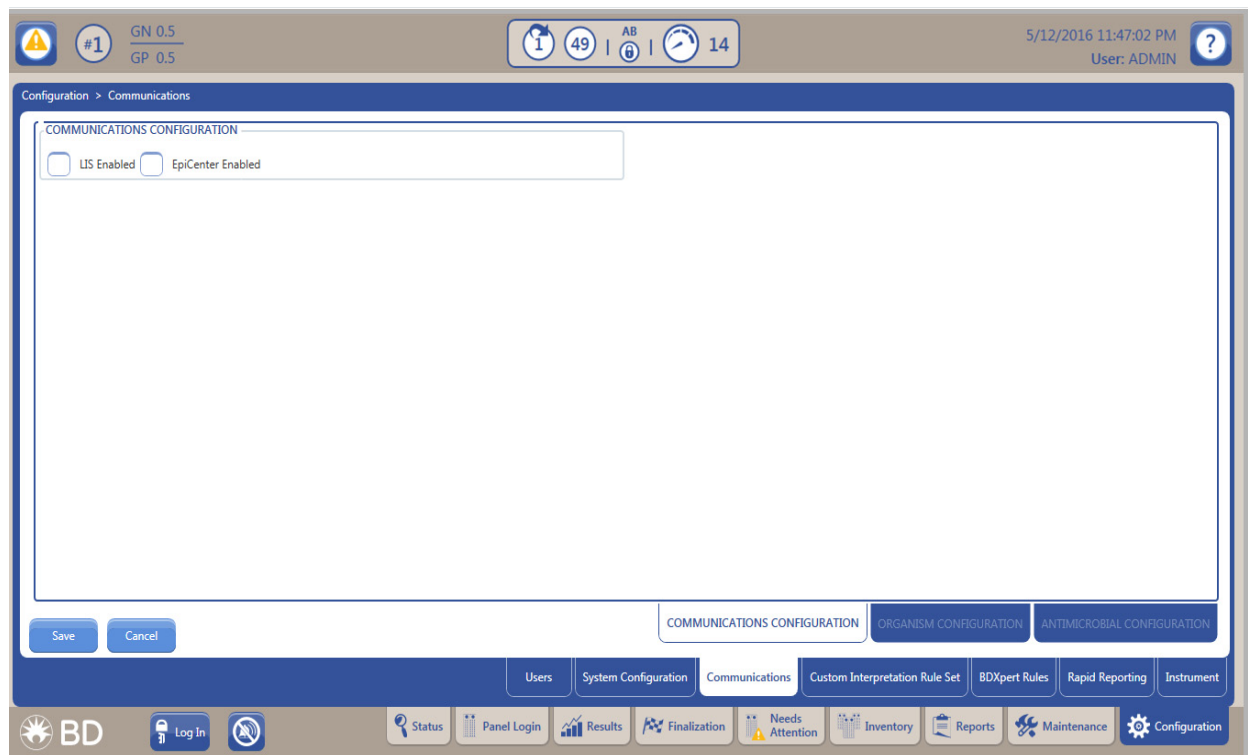 #1
GN 0.5
GP 0.5
1 49 | AB | 14
5/12/2016 11:47:02 PM
User: ADMIN
?
Configuration > Communications
COMMUNICATIONS CONFIGURATION
LIS Enabled EpiCenter Enabled
Save Cancel
COMMUNICATIONS CONFIGURATION ORGANISM CONFIGURATION ANTIMICROBIAL CONFIGURATION
Users System Configuration Communications Custom Interpretation Rule Set BDXpert Rules Rapid Reporting Instrument
BD Log In Status Panel Login Results Finalization Needs Attention Inventory Reports Maintenance Configuration